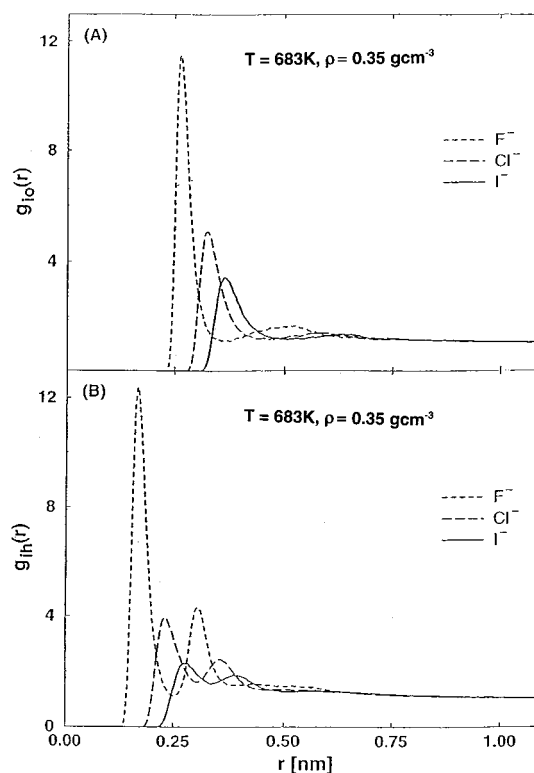 12
(A)
T = 683K, ρ = 0.35 gcm⁻³
F⁻
Cl⁻
I⁻
8
4
g_io(r)
12
(B)
T = 683K, ρ = 0.35 gcm⁻³
F⁻
Cl⁻
I⁻
8
4
0
g_ih(r)
0.00 0.25 0.50 0.75 1.00
r [nm]